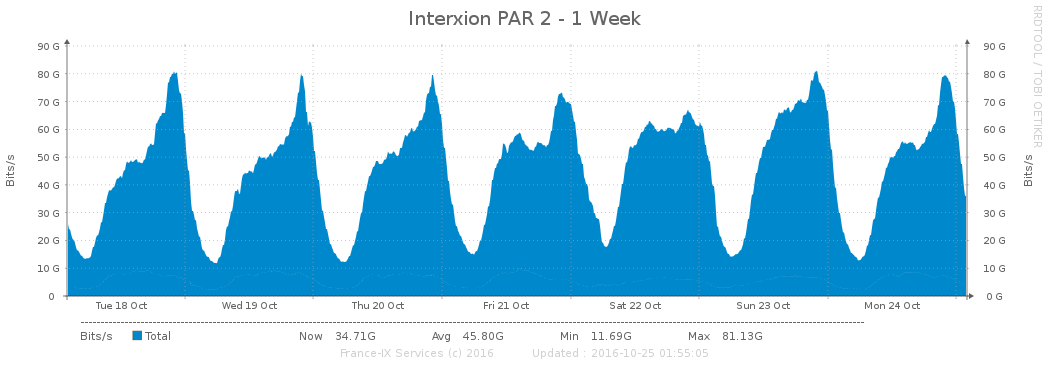 Interxion PAR 2 - 1 Week
RRDTOOL / TOBI OETIKER
Bits/s
90 G 90 G
80 G 80 G
70 G 70 G
60 G 60 G
50 G 50 G
40 G 40 G
30 G 30 G
20 G 20 G
10 G 10 G
0 0 G
Bits/s
Tue 18 Oct Wed 19 Oct Thu 20 Oct Fri 21 Oct Sat 22 Oct Sun 23 Oct Mon 24 Oct
Bits/s Total Now 34.71G Avg 45.80G Min 11.69G Max 81.13G
France-IX Services (c) 2016 Updated : 2016-10-25 01:55:05